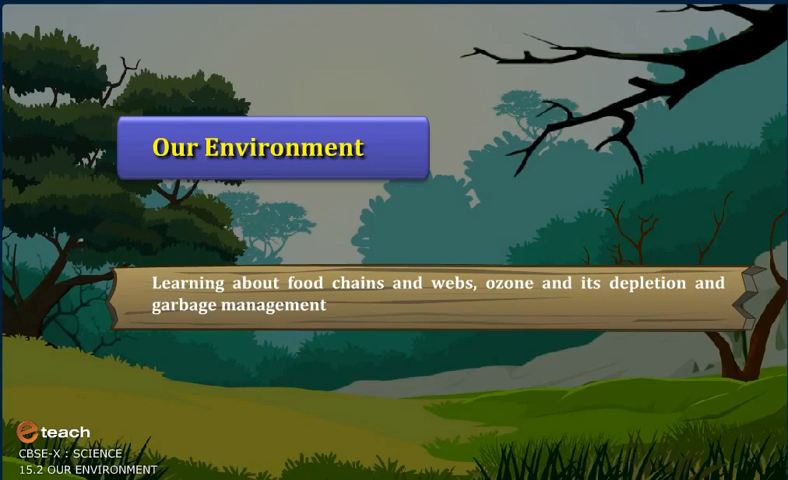 Our Environment
Learning about food chains and webs, ozone and its depletion and
garbage management
eteach
CBSE-X : SCIENCE
15.2 OUR ENVIRONMENT